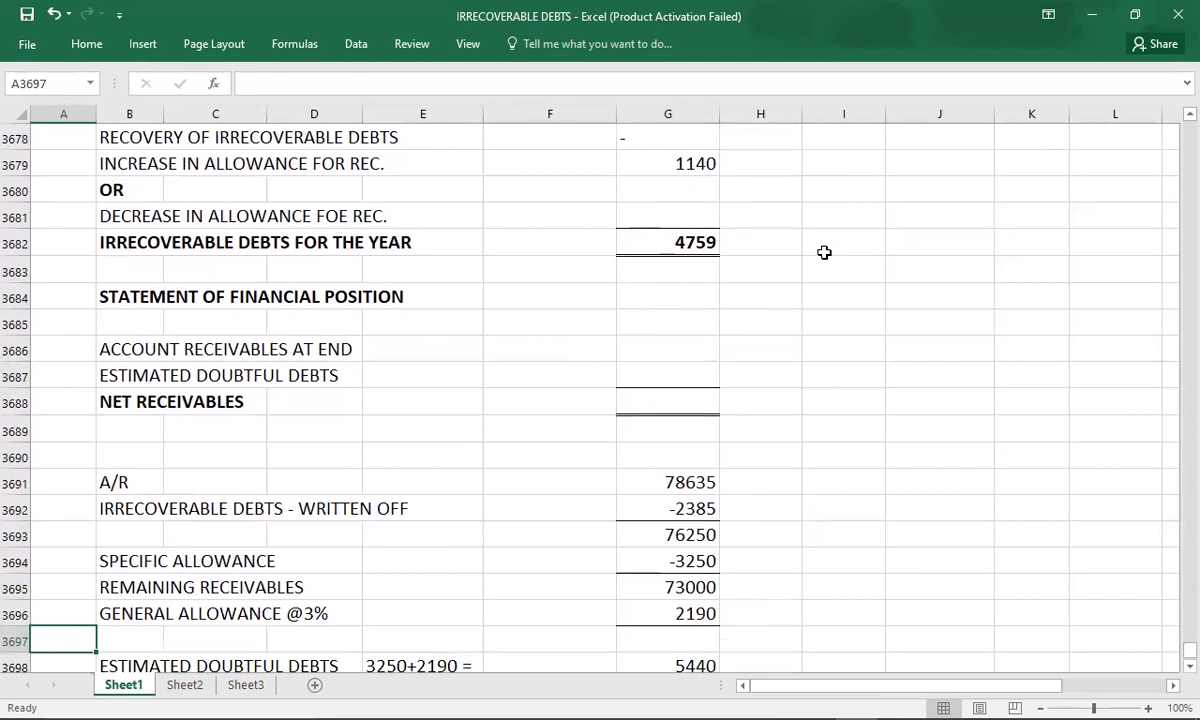 IRRECOVERABLE DEBTS - Excel (Product Activation Failed)
File Home Insert Page Layout Formulas Data Review View Tell me what you want to do... Share
A3697 fx
A B C D E F G H I J K L
3678 RECOVERY OF IRRECOVERABLE DEBTS -
3679 INCREASE IN ALLOWANCE FOR REC. 1140
3680 OR
3681 DECREASE IN ALLOWANCE FOE REC.
3682 IRRECOVERABLE DEBTS FOR THE YEAR 4759
3683
3684 STATEMENT OF FINANCIAL POSITION
3685
3686 ACCOUNT RECEIVABLES AT END
3687 ESTIMATED DOUBTFUL DEBTS
3688 NET RECEIVABLES
3689
3690
3691 A/R 78635
3692 IRRECOVERABLE DEBTS - WRITTEN OFF -2385
3693 76250
3694 SPECIFIC ALLOWANCE -3250
3695 REMAINING RECEIVABLES 73000
3696 GENERAL ALLOWANCE @3% 2190
3697
3698 ESTIMATED DOUBTFUL DEBTS 3250+2190 = 5440
Sheet1 Sheet2 Sheet3
Ready 100%